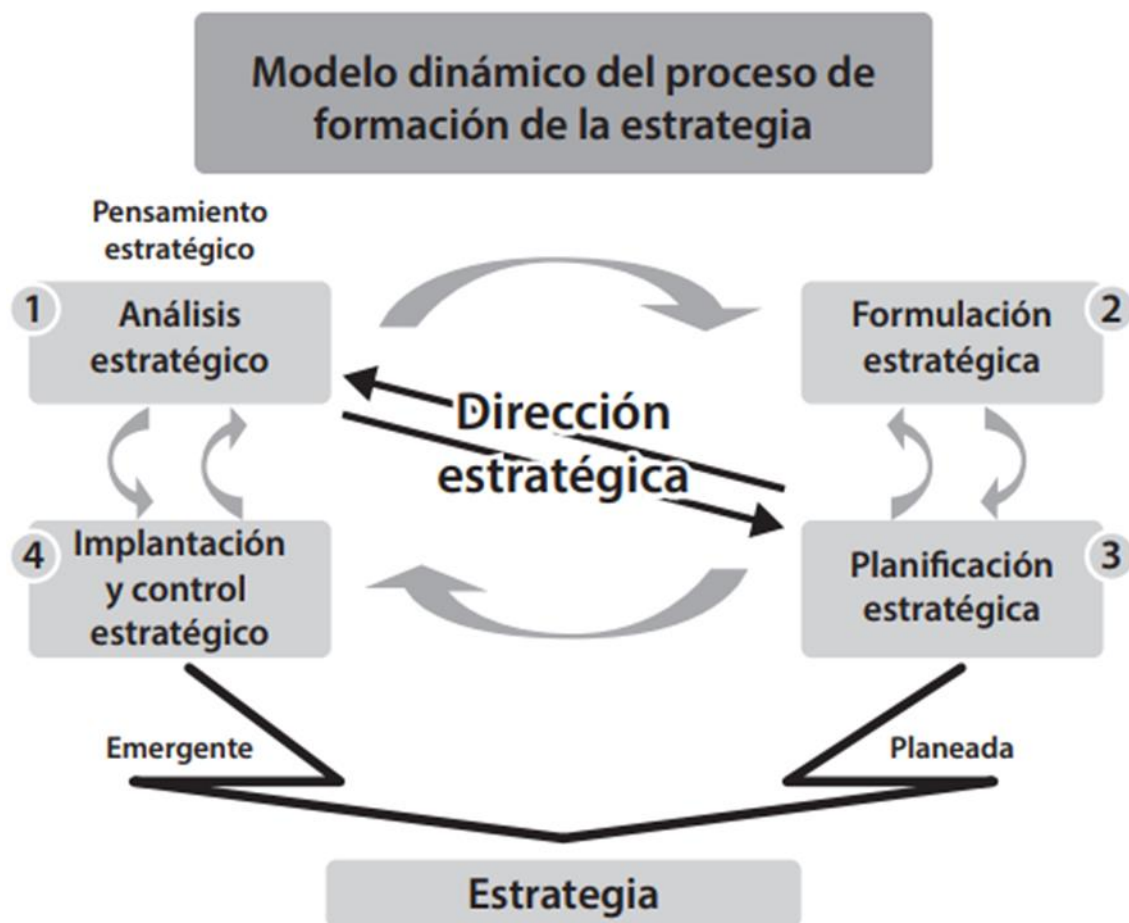 Modelo dinámico del proceso de
formación de la estrategia
Pensamiento
estratégico
1
Análisis
estratégico
Formulación
estratégica
2
Dirección
estratégica
4
Implantación
y control
estratégico
Planificación
estratégica
3
Emergente
Planeada
Estrategia